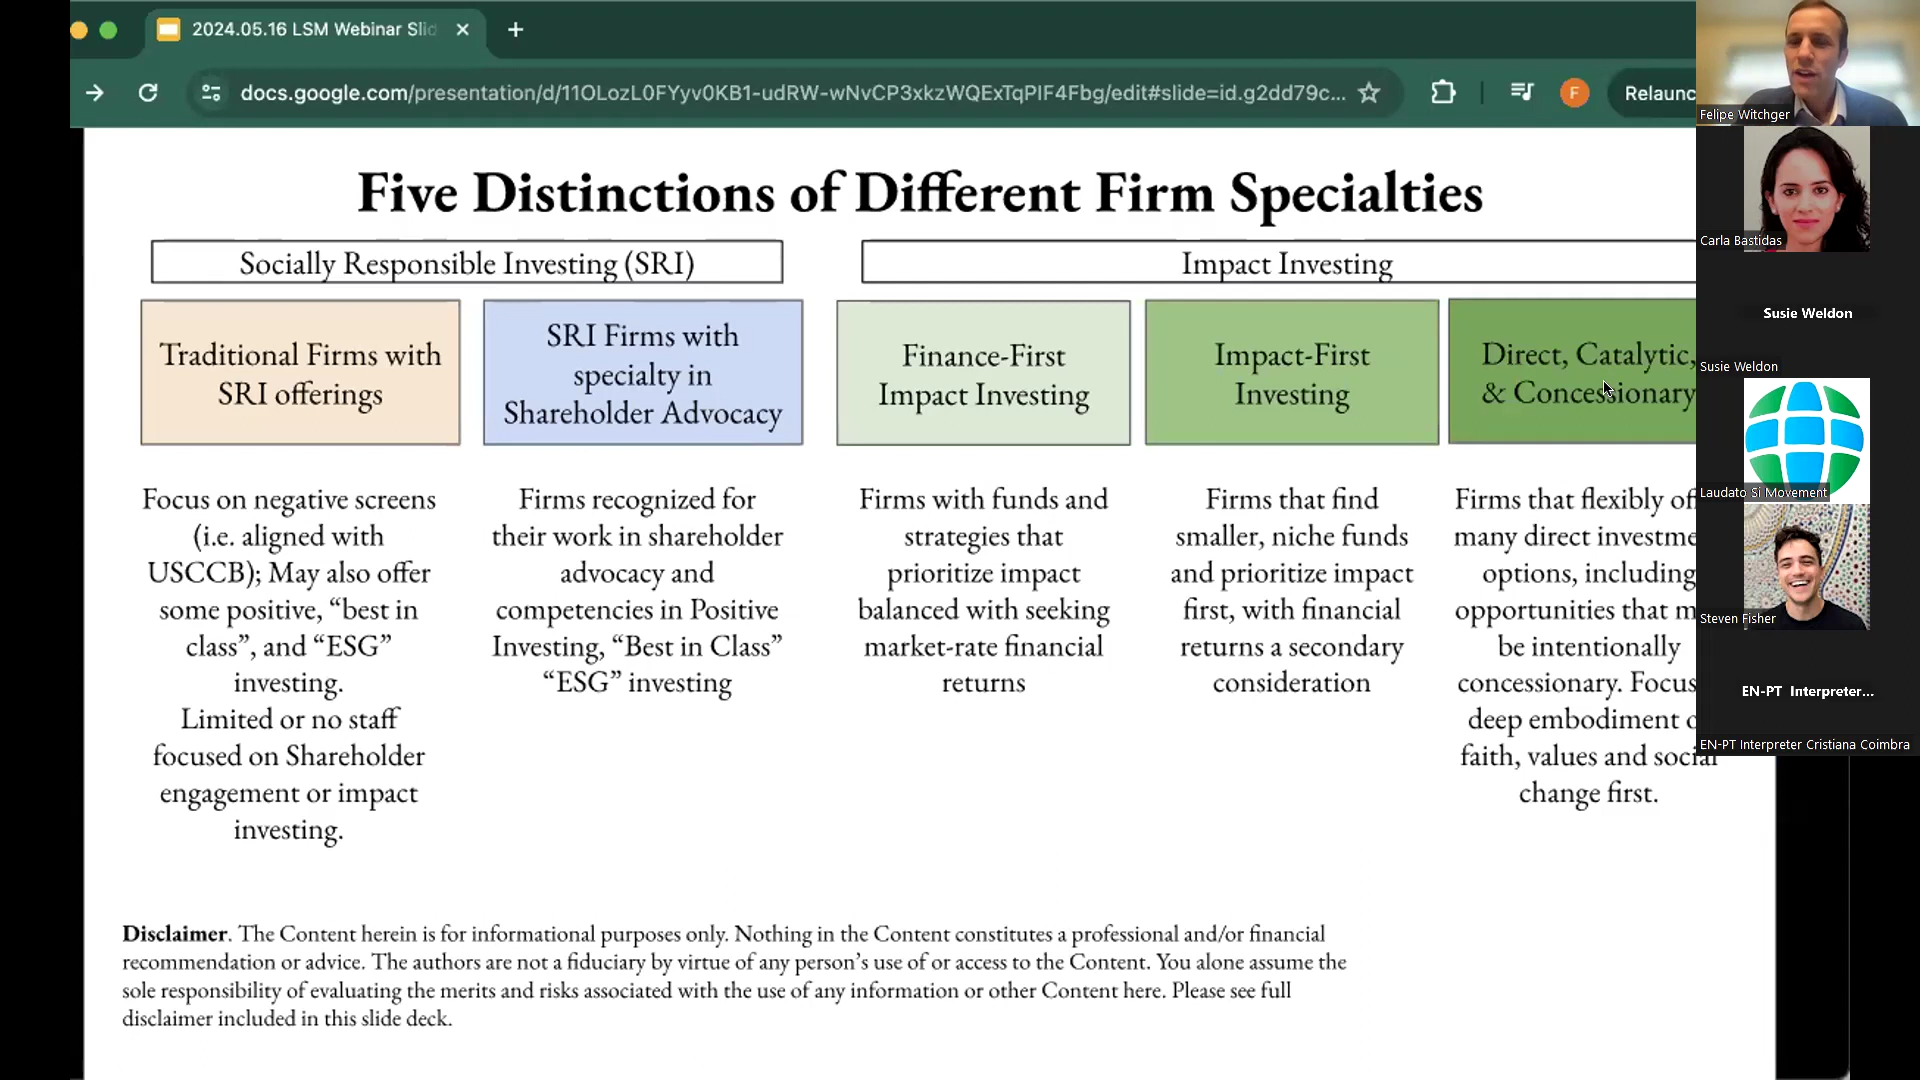 2024.05.16 LSM Webinar Slid
docs.google.com/presentation/d/11OLozL0FYyv0KB1-udRW-wNvCP3xkzWQExTqPIF4Fbg/edit#slide=id.g2dd79c...
F
Relaunc
Five Distinctions of Different Firm Specialties
Socially Responsible Investing (SRI)
Impact Investing
Traditional Firms with
SRI offerings
SRI Firms with
specialty in
Shareholder Advocacy
Finance-First
Impact Investing
Impact-First
Investing
Direct, Catalytic,
& Concessionary
Focus on negative screens
(i.e. aligned with
USCCB); May also offer
some positive, “best in
class”, and “ESG”
investing.
Limited or no staff
focused on Shareholder
engagement or impact
investing.
Firms recognized for
their work in shareholder
advocacy and
competencies in Positive
Investing, “Best in Class”
“ESG” investing
Firms with funds and
strategies that
prioritize impact
balanced with seeking
market-rate financial
returns
Firms that find
smaller, niche funds
and prioritize impact
first, with financial
returns a secondary
consideration
Firms that flexibly
many direct
options, including
opportunities that
be intentionally
concessionary. Focus
deep embodiment
faith, values and social
change first.
Disclaimer. The Content herein is for informational purposes only. Nothing in the Content constitutes a professional and/or financial
recommendation or advice. The authors are not a fiduciary by virtue of any person’s use of or access to the Content. You alone assume the
sole responsibility of evaluating the merits and risks associated with the use of any information or other Content here. Please see full
disclaimer included in this slide deck.
Felipe Witchger
Carla Bastidas
Susie Weldon
Susie Weldon
Laudato Si Movement
Steven Fisher
EN-PT Interpreter...
EN-PT Interpreter Cristiana Coimbra